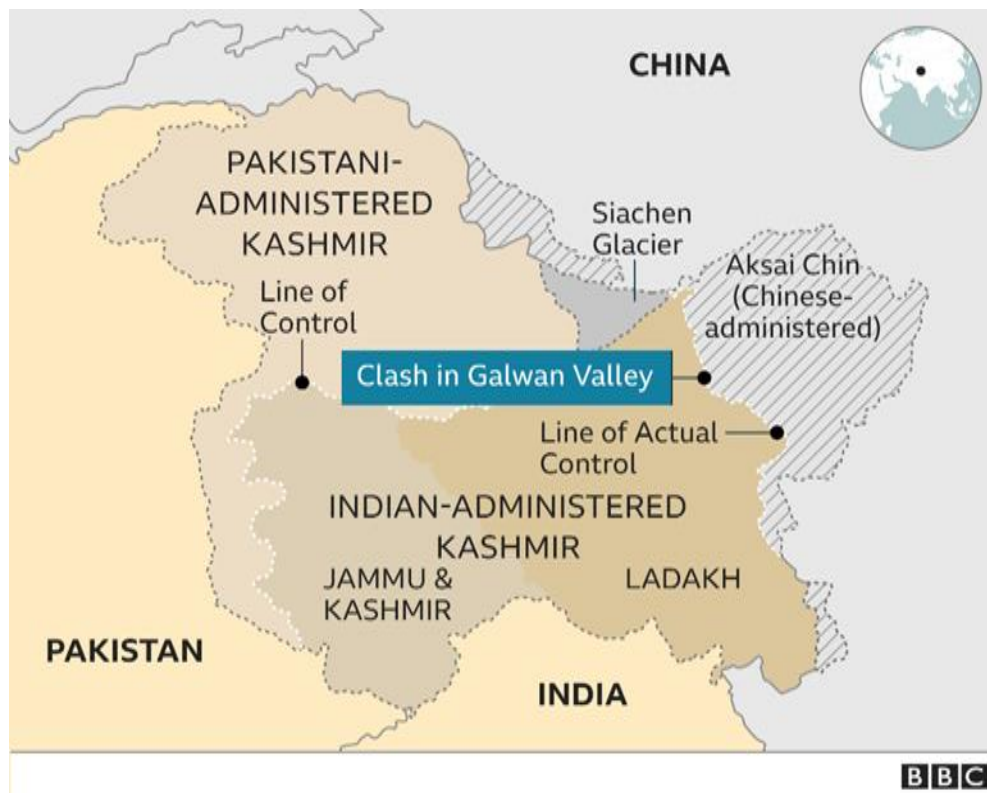 CHINA
PAKISTANI-
ADMINISTERED
KASHMIR
Siachen
Glacier
Aksai Chin
(Chinese-
administered)
Line of
Control
Clash in Galwan Valley
Line of Actual
Control
INDIAN-ADMINISTERED
KASHMIR
JAMMU &
KASHMIR
LADAKH
PAKISTAN
INDIA
BBC